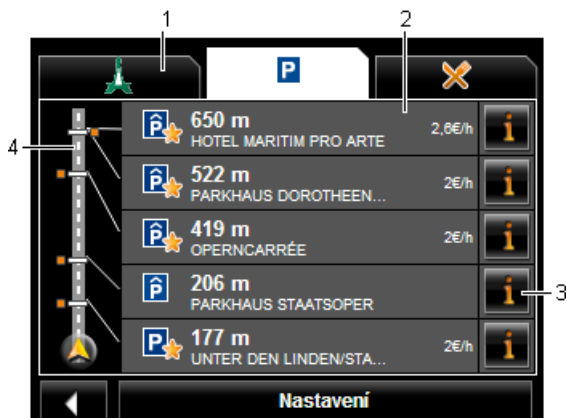 1
2
P
650 m
HOTEL MARITIM PRO ARTE
2,6€/h
i
4
522 m
PARKHAUS DOROTHEEN...
2€/h
i
419 m
OPERNCARRÉE
2€/h
i
206 m
PARKHAUS STAATSOPER
i
3
177 m
UNTER DEN LINDEN/STA...
2€/h
i
Nastavení